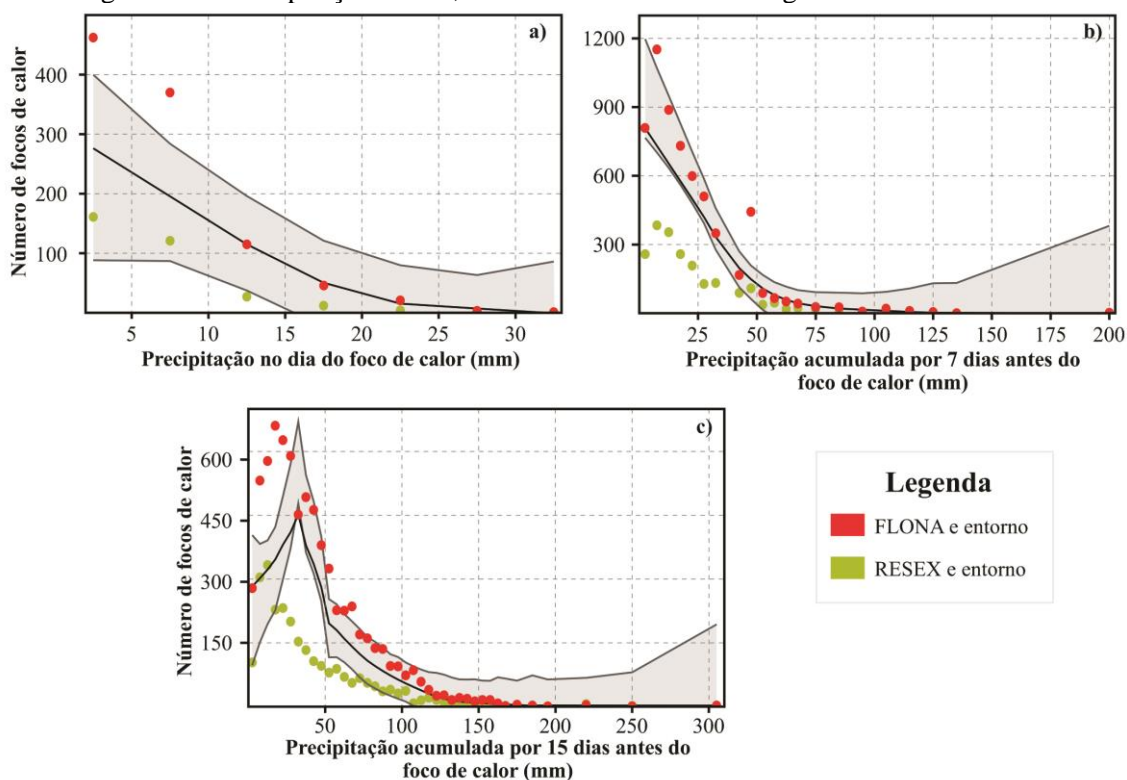 a)
Número de focos de calor
400
300
200
100
5 10 15 20 25 30
Precipitação no dia do foco de calor (mm)
b)
1200
900
600
300
25 50 75 100 125 150 175 200
Precipitação acumulada por 7 dias antes do
foco de calor (mm)
c)
Número de focos de calor
600
450
300
150
50 100 150 200 250 300
Precipitação acumulada por 15 dias antes do
foco de calor (mm)
Legenda
FLONA e entorno
RESEX e entorno